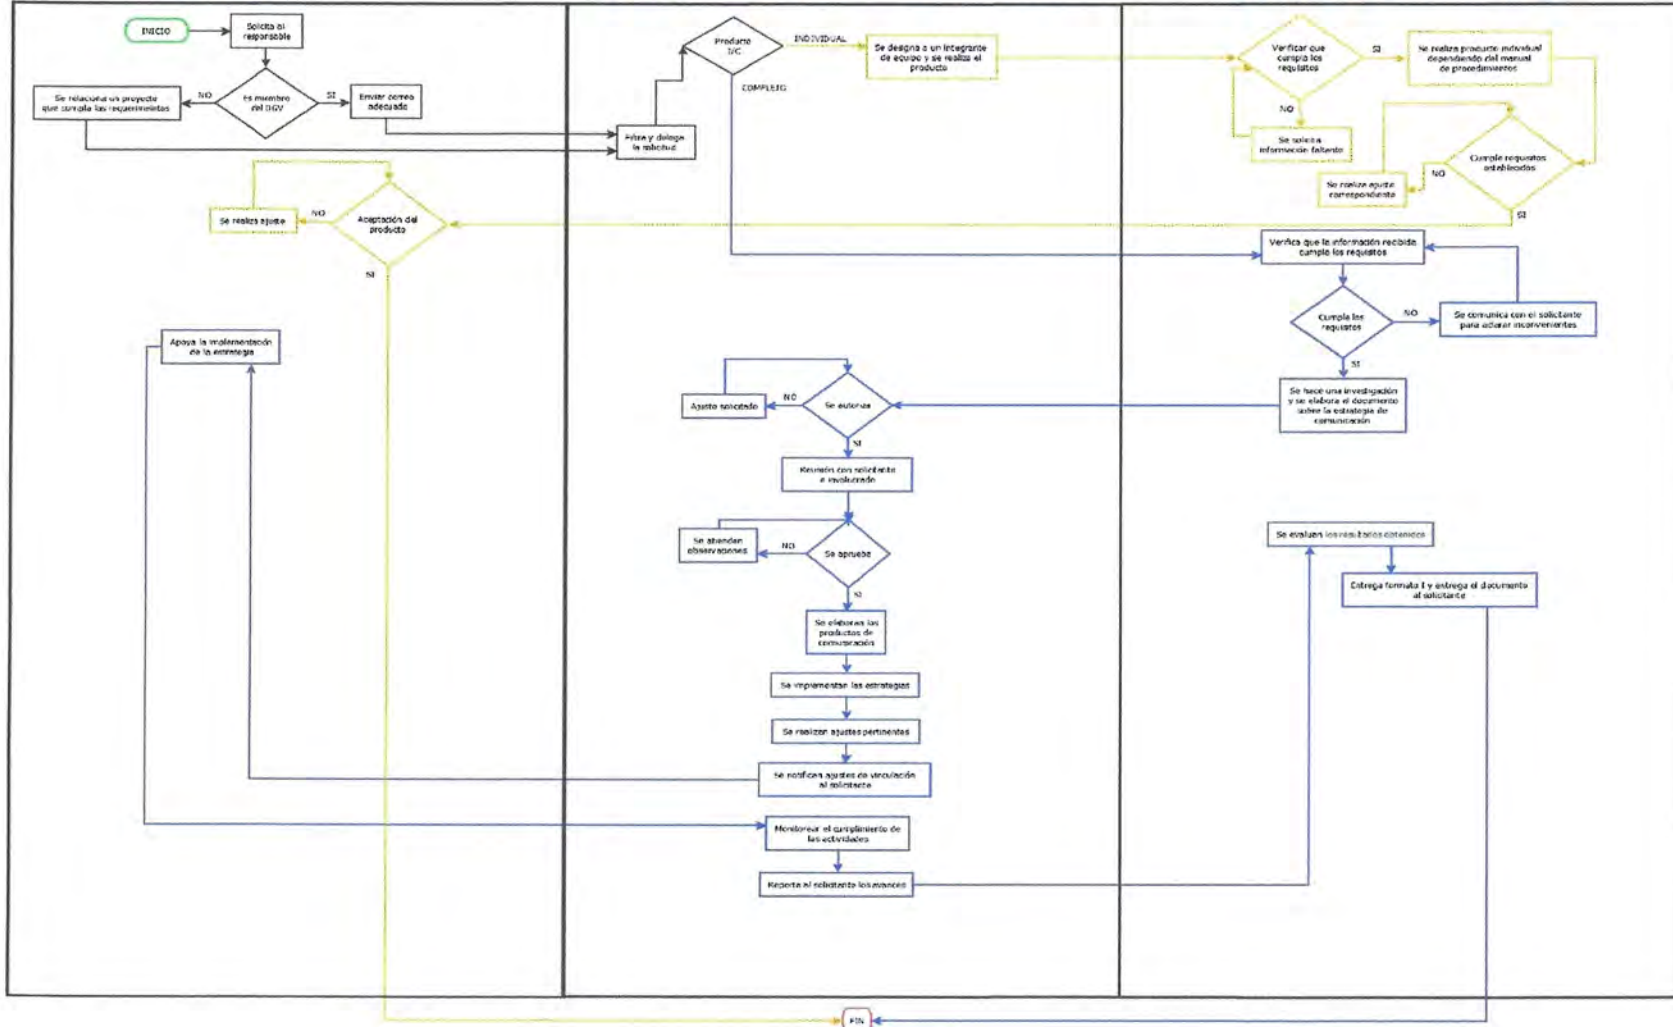 INICIO
Solicita al
responsable
Es miembro
del DGV
NO
SI
Se relaciona un proyecto
que cumpla los requerimientos
Enviar correo
adecuado
Filtra y delega
la solicitud
Producto
I/C
INDIVIDUAL
COMPLEJO
Se designa a un integrante
de equipo y se realiza el
producto
Verificar que
cumpla los
requisitos
SI
NO
Se solicita
información faltante
Se realiza producto individual
dependiendo del manual
de procedimientos
Cumple requisitos
establecidos
NO
SI
Se realiza ajuste
correspondiente
Aceptación del
producto
NO
SI
Se realiza ajuste
Verifica que la información recibida
cumpla los requisitos
Cumple los
requisitos
NO
SI
Se comunica con el solicitante
para aclarar inconvenientes
Se hace una investigación
y se elabora el documento
sobre la estrategia de
comunicación
Se autoriza
NO
SI
Ajuste solicitado
Reunión con solicitante
e involucrado
Se aprueba
NO
SI
Se atienden
observaciones
Se elaboran los
productos de
comunicación
Se implementan las estrategias
Se realizan ajustes pertinentes
Se notifican ajustes de vinculación
al solicitante
Apoya la implementación
de la estrategia
Monitorear el cumplimiento de
las actividades
Reporta al solicitante los avances
Se evaluan los resultados obtenidos
Entrega formato I y entrega el documento
al solicitante
FIN